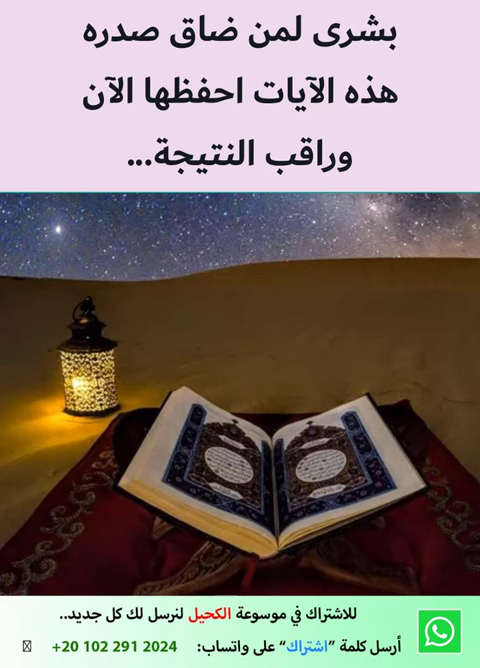 بشرى لمن ضاق صدره
هذه الآيات احفظها الآن
وراقب النتيجة...
للاشتراك في موسوعة الكحيل لنرسل لك كل جديد..
أرسل كلمة ”اشتراك“ على واتساب: +20 102 291 2024